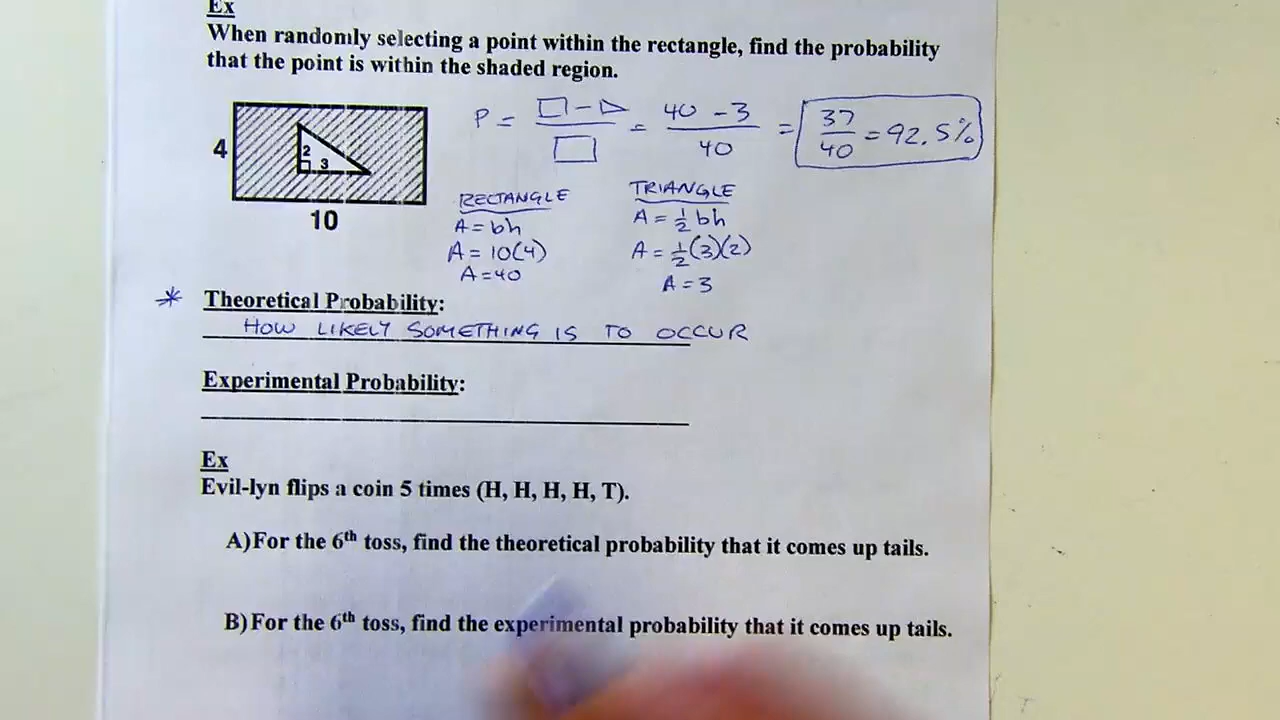 Ex
When randomly selecting a point within the rectangle, find the probability
that the point is within the shaded region.
4
2
3
10
P = □ - ◺ / □ = 40 - 3 / 40 = 37 / 40 = 92.5%
RECTANGLE
A = bh
A = 10(4)
A = 40
TRIANGLE
A = 1/2 bh
A = 1/2 (3)(2)
A = 3
* Theoretical Probability:
HOW LIKELY SOMETHING IS TO OCCUR
Experimental Probability:
Ex
Evil-lyn flips a coin 5 times (H, H, H, H, T).
A)For the 6th toss, find the theoretical probability that it comes up tails.
B)For the 6th toss, find the experimental probability that it comes up tails.